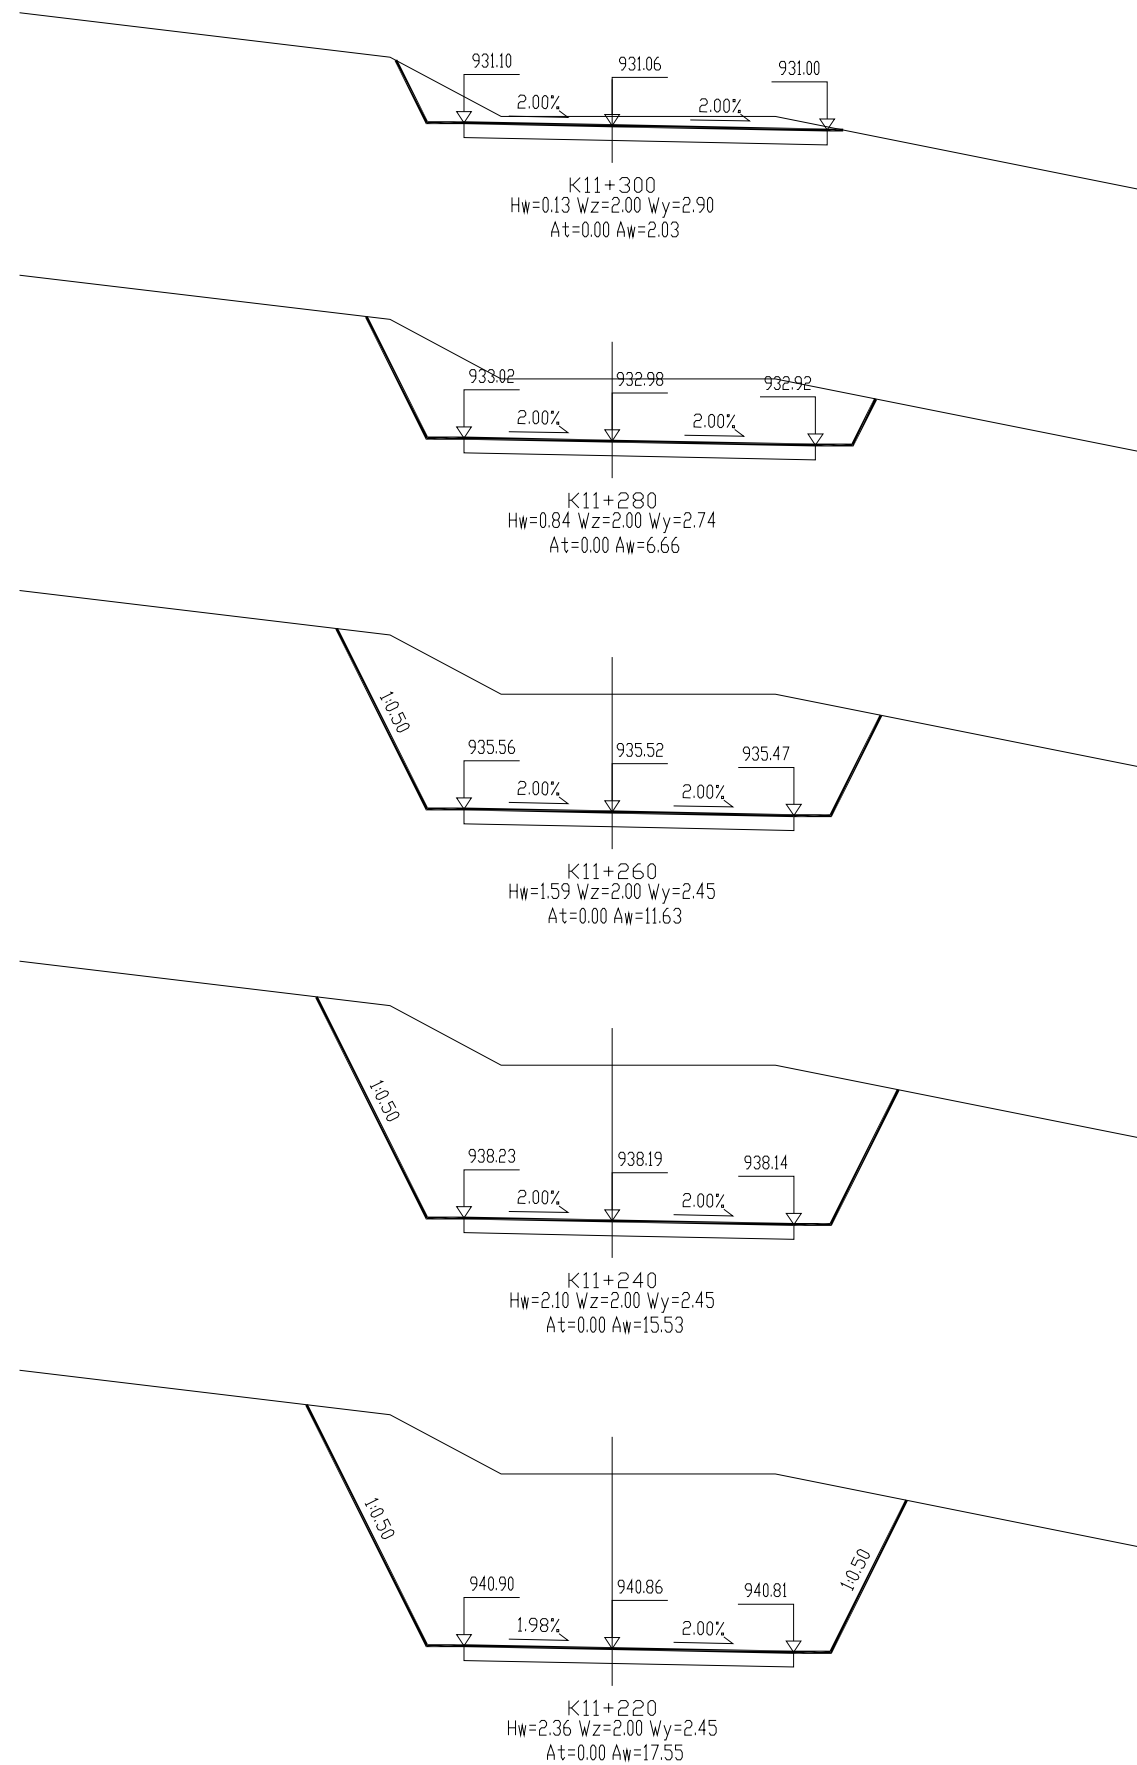 931.10 931.06 931.00
2.00% 2.00%
K11+300
Hw=0.13 Wz=2.00 Wy=2.90
At=0.00 Aw=2.03
933.02 932.98 932.92
2.00% 2.00%
K11+280
Hw=0.84 Wz=2.00 Wy=2.74
At=0.00 Aw=6.66
1:0.50
935.56 935.52 935.47
2.00% 2.00%
K11+260
Hw=1.59 Wz=2.00 Wy=2.45
At=0.00 Aw=11.63
1:0.50
938.23 938.19 938.14
2.00% 2.00%
K11+240
Hw=2.10 Wz=2.00 Wy=2.45
At=0.00 Aw=15.53
1:0.50
1:0.50
940.90 940.86 940.81
1.98% 2.00%
K11+220
Hw=2.36 Wz=2.00 Wy=2.45
At=0.00 Aw=17.55